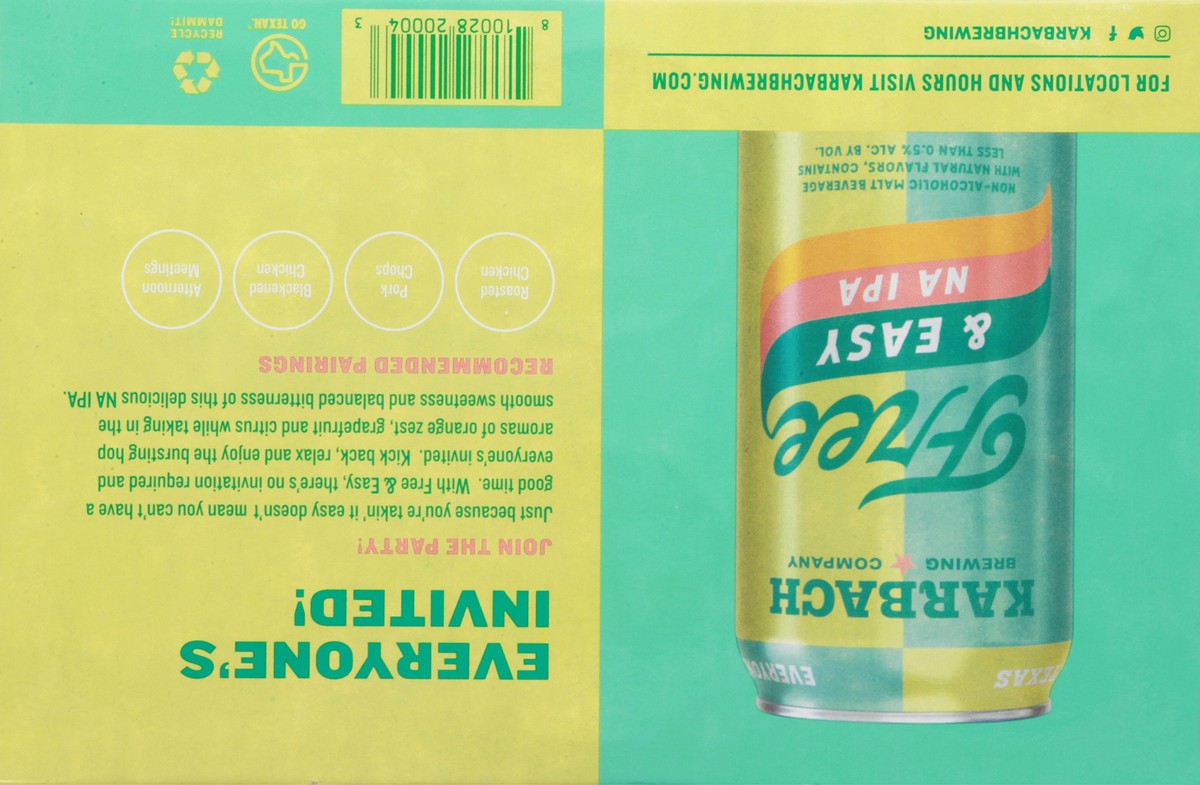 TEXAS
EVERYON
KARBACH
BREWING COMPANY
Free
& EASY
NA IPA
NON-ALCOHOLIC MALT BEVERAGE
WITH NATURAL FLAVORS, CONTAINS
LESS THAN 0.5% ALC. BY VOL.
FOR LOCATIONS AND HOURS VISIT KARBACHBREWING.COM
KARBACHBREWING
EVERYONE'S
INVITED!
JOIN THE PARTY!
Just because you're takin' it easy doesn't mean you can't have a
good time. With Free & Easy, there's no invitation required and
everyone's invited. Kick back, relax and enjoy the bursting hop
aromas of orange zest, grapefruit and citrus while taking in the
smooth sweetness and balanced bitterness of this delicious NA IPA.
RECOMMENDED PAIRINGS
Roasted
Chicken
Pork
Chops
Blackened
Chicken
Afternoon
Meetings
8 10028 20004 3
GO TEXAN.
RECYCLE
DAMMIT!